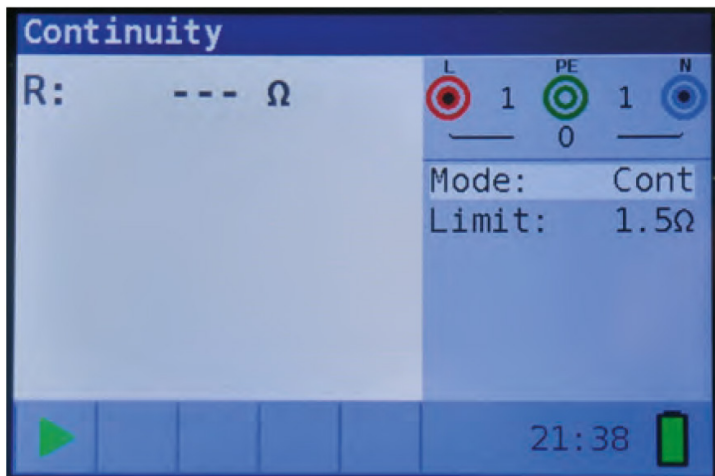 Continuity
R: --- Ω
L PE N
1 1
0
Mode: Cont
Limit: 1.5Ω
21:38